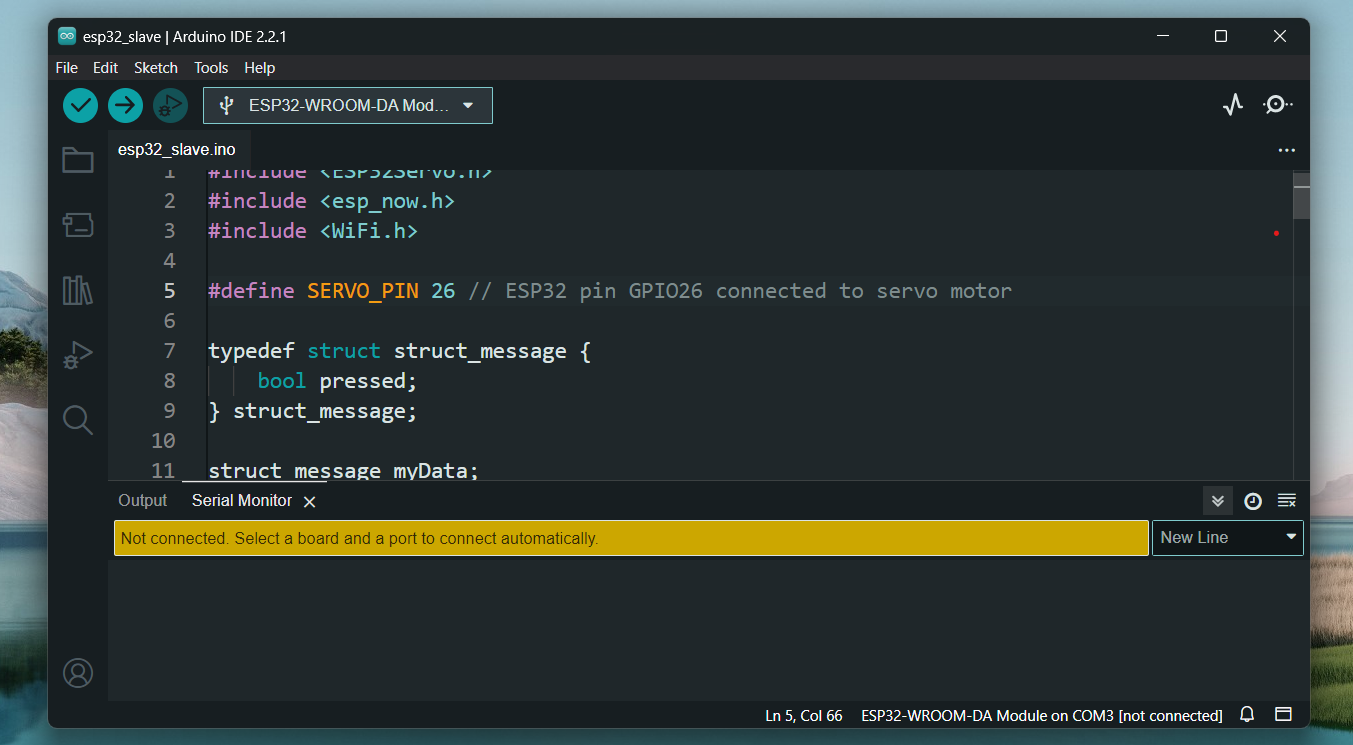 esp32_slave | Arduino IDE 2.2.1
File Edit Sketch Tools Help
ESP32-WROOM-DA Mod...
esp32_slave.ino
1 #include <ESP32Servo.h>
2 #include <esp_now.h>
3 #include <WiFi.h>
4
5 #define SERVO_PIN 26 // ESP32 pin GPIO26 connected to servo motor
6
7 typedef struct struct_message {
8 bool pressed;
9 } struct_message;
10
11 struct_message myData;
Output Serial Monitor
Not connected. Select a board and a port to connect automatically.
New Line
Ln 5, Col 66 ESP32-WROOM-DA Module on COM3 [not connected]